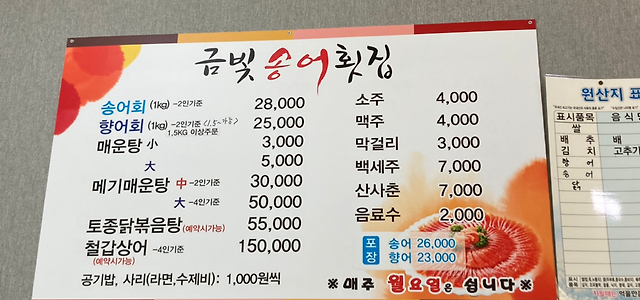 금빛 송어횟집
송어회 (1kg) -2인기준 28,000
향어회 (1kg) -2인기준 25,000
1.5KG 이상주문
매운탕 小 3,000
大 5,000
메기매운탕 中 -2인기준 30,000
大 -4인기준 50,000
토종닭볶음탕 (예약시가능) 55,000
철갑상어 -4인기준 150,000
(예약시가능)
공기밥, 사리(라면,수제비): 1,000원씩
소주 4,000
맥주 4,000
막걸리 3,000
백세주 7,000
산사춘 7,000
음료수 2,000
포장 송어 26,000
향어 23,000
※매주 월요일은 쉽니다※
원산지 표
표시품목 음식
쌀
배추 배
김치 고추가
향어
송어
닭